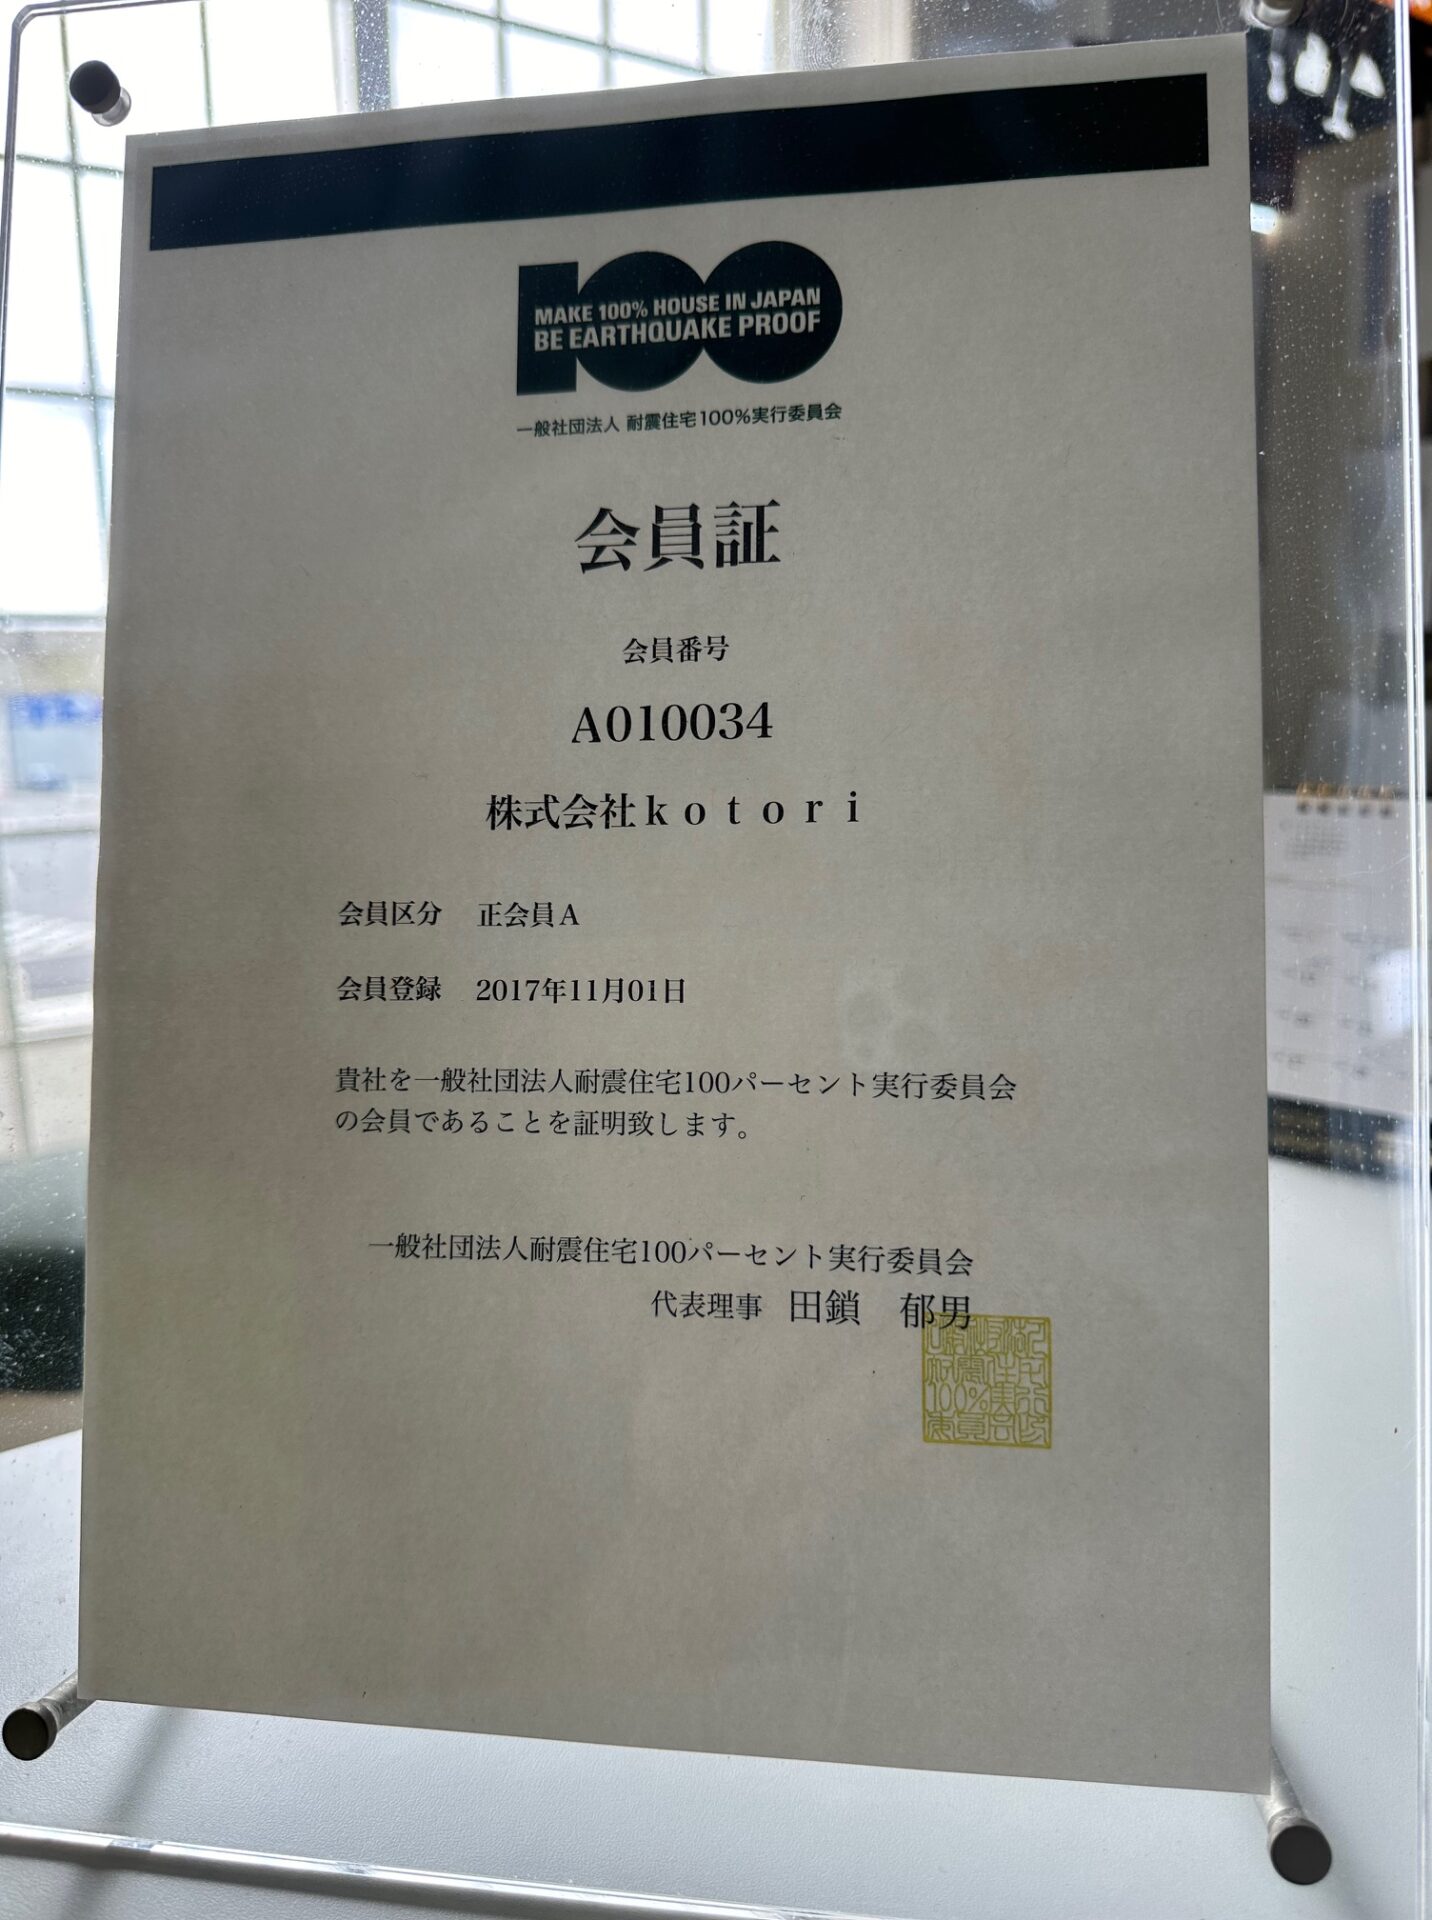 MAKE 100% HOUSE IN JAPAN
BE EARTHQUAKE PROOF
一般社団法人 耐震住宅100%実行委員会
会員証
会員番号
A010034
株式会社ｋｏｔｏｒｉ
会員区分　正会員A
会員登録　2017年11月01日
貴社を一般社団法人耐震住宅100パーセント実行委員会
の会員であることを証明致します。
一般社団法人耐震住宅100パーセント実行委員会
代表理事　田鎖　郁男